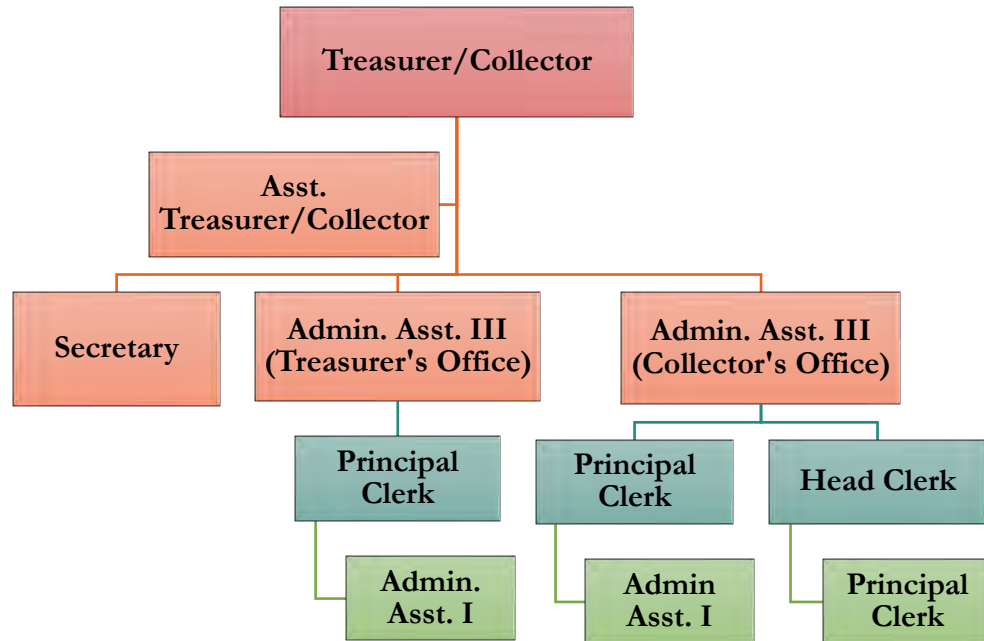 Treasurer/Collector
Asst.
Treasurer/Collector
Secretary
Admin. Asst. III
(Treasurer's Office)
Admin. Asst. III
(Collector's Office)
Principal
Clerk
Principal
Clerk
Head Clerk
Admin.
Asst. I
Admin
Asst. I
Principal
Clerk